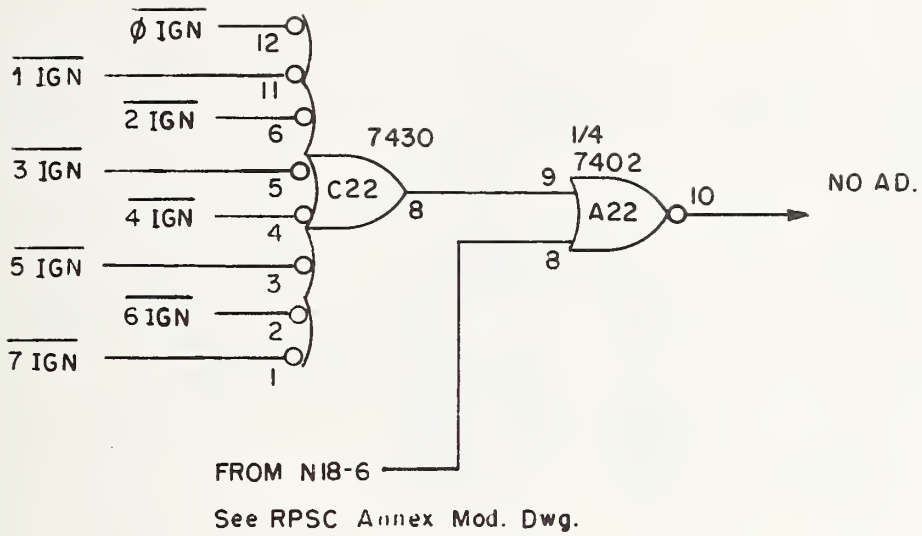 ϕ IGN
12
1 IGN
11
2 IGN
6
7430
1/4
7402
3 IGN
5
C22
8
9
A22
10
NO AD.
4 IGN
4
8
5 IGN
3
6 IGN
2
7 IGN
1
FROM N18-6
See RPSC Annex Mod. Dwg.